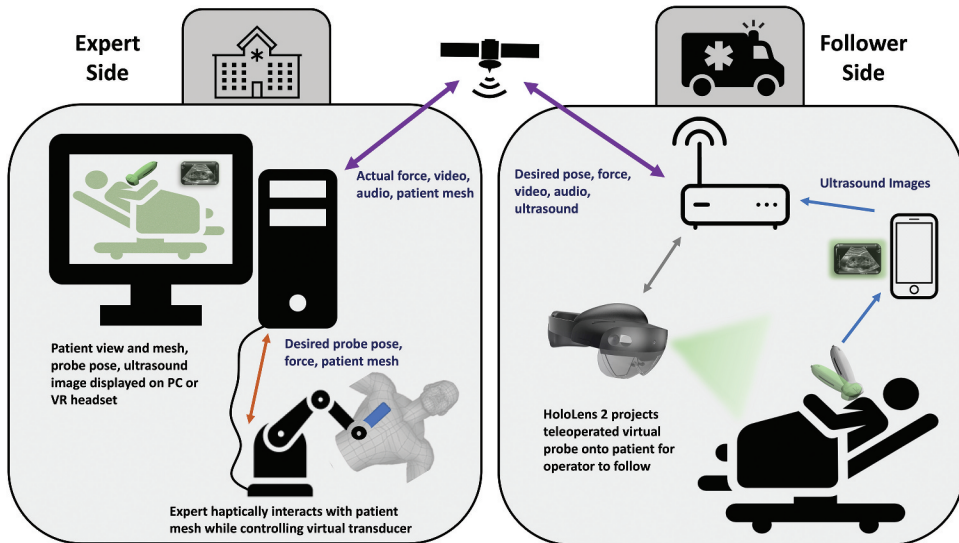 Expert
Side
Follower
Side
Actual force, video,
audio, patient mesh
Desired pose, force,
video, audio,
ultrasound
Ultrasound Images
Patient view and mesh,
probe pose, ultrasound
image displayed on PC or
VR headset
Desired probe pose,
force, patient mesh
HoloLens 2 projects
teleoperated virtual
probe onto patient for
operator to follow
Expert haptically interacts with patient
mesh while controlling virtual transducer